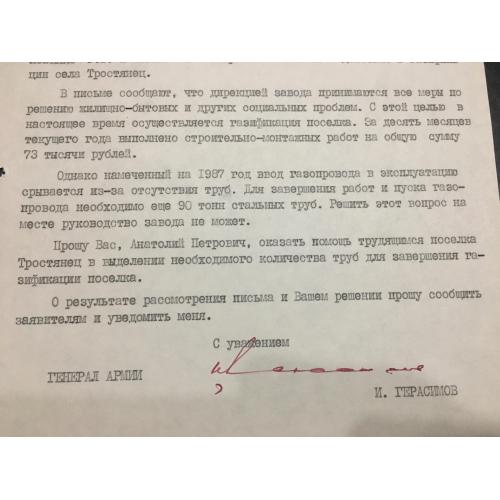 ции села Тростянец.
В письме сообщают, что дирекцией завода принимаются все меры по
решению жилищно-бытовых и других социальных проблем. С этой целью в
настоящее время осуществляется газификация поселка. За десять месяцев
текущего года выполнено строительно-монтажных работ на общую сумму
73 тысячи рублей.
Однако намеченный на 1987 год ввод газопровода в эксплуатацию
срывается из-за отсутствия труб. Для завершения работ и пуска газо-
провода необходимо еще 90 тонн стальных труб. Решить этот вопрос на
месте руководство завода не может.
Прошу Вас, Анатолий Петрович, оказать помощь трудящимся поселка
Тростянец в выделении необходимого количества труб для завершения га-
зификации поселка.
О результате рассмотрения письма и Вашем решении прошу сообщить
заявителям и уведомить меня.
С уважением
ГЕНЕРАЛ АРМИИ
И. ГЕРАСИМОВ